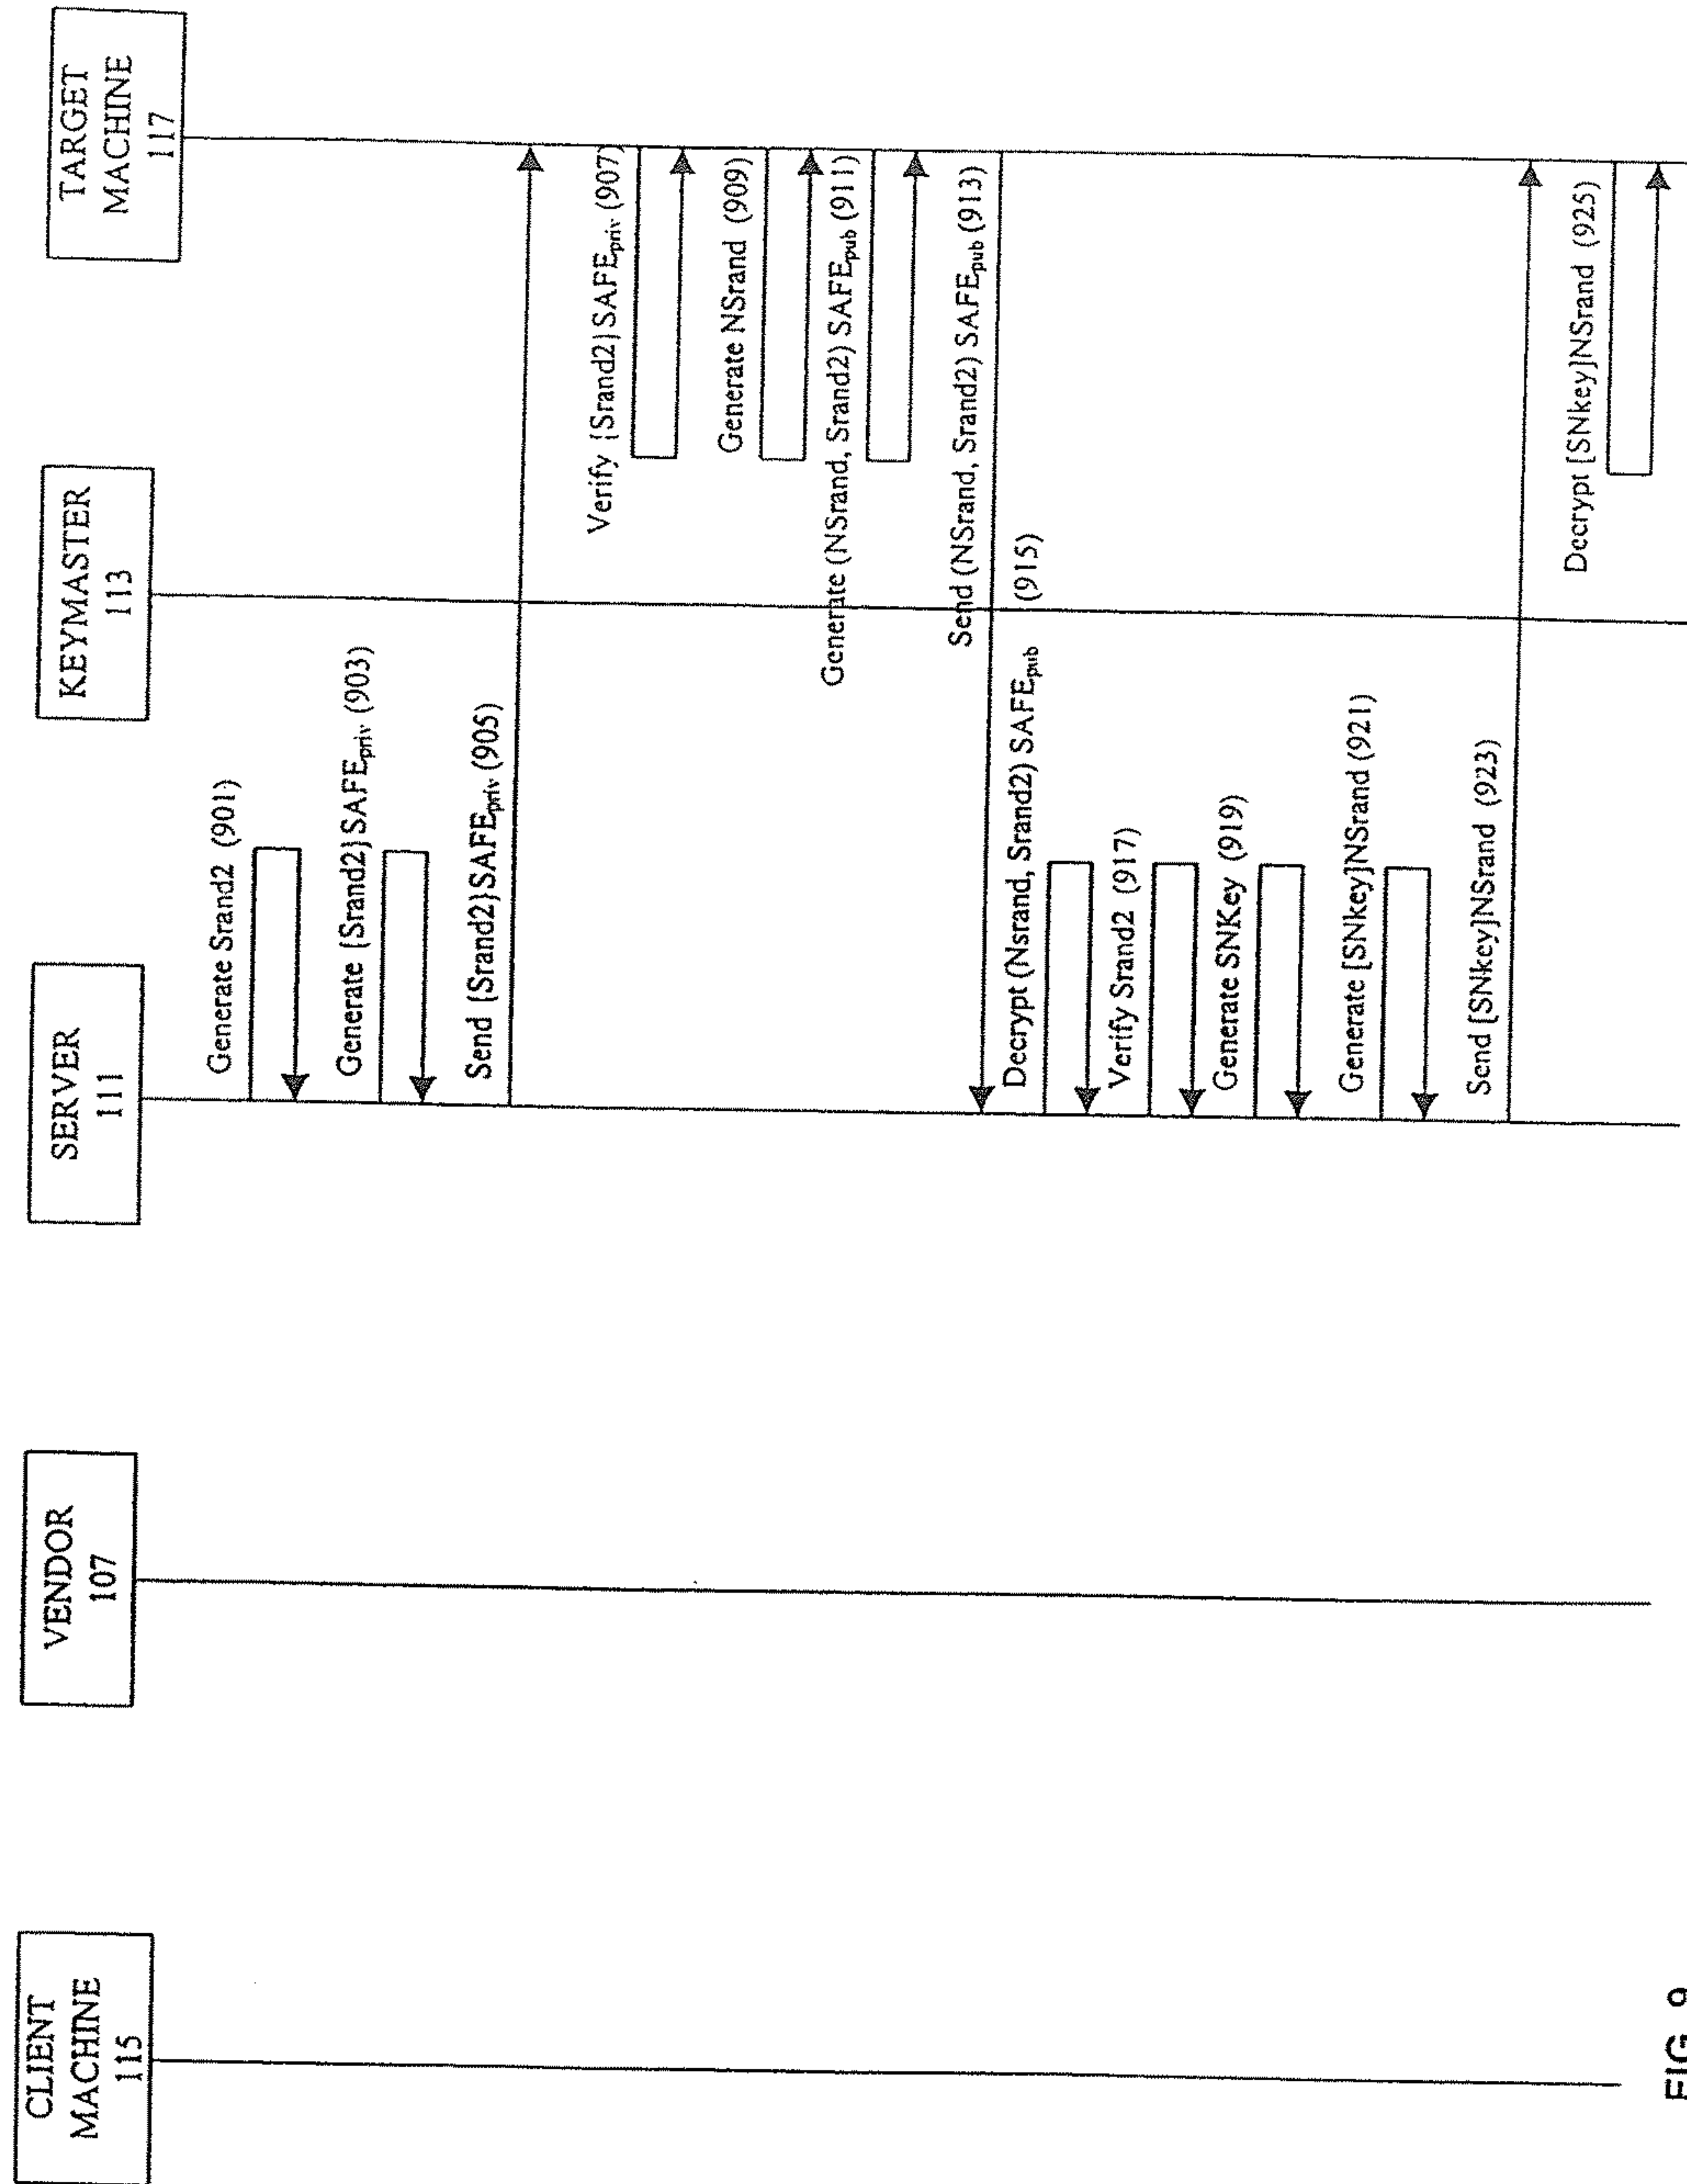 CLIENT
MACHINE
115
VENDOR
107
SERVER
111
KEYMASTER
113
TARGET
MACHINE
117
Generate Srand2 (901)
Generate {Srand2}SAFEpriv (903)
Send {Srand2}SAFEpriv (905)
Verify {Srand2}SAFEpriv (907)
Generate NSrand (909)
Generate (NSrand, Srand2) SAFEpub (911)
Send (NSrand, Srand2) SAFEpub (913)
Decrypt (Nsrand, Srand2) SAFEpub (915)
Verify Srand2 (917)
Generate SNKey (919)
Generate [SNkey]NSrand (921)
Send [SNkey]NSrand (923)
Decrypt [SNkey]NSrand (925)
FIG. 9